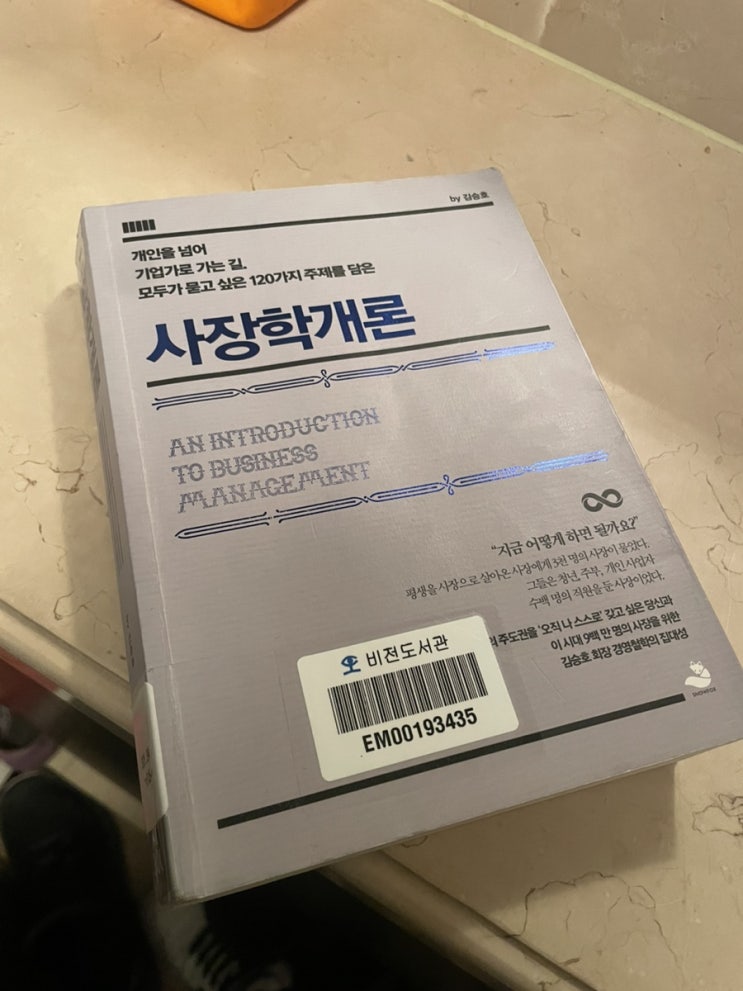 by 김승호
개인을 넘어
기업가로 가는 길.
모두가 묻고 싶은 120가지 주제를 담은
사장학개론
AN INTRODUCTION
TO BUSINESS
MANAGEMENT
“지금 어떻게 하면 될까요?”
평생을 사장으로 살아온 사장에게 3천 명의 사장이 물었다.
그들은 청년, 주부, 개인 사업자
수백 명의 직원을 둔 사장이었다.
주도권을 '오직 나 스스로' 갖고 싶은 당신과
이 시대 9백 만 명의 사장을 위한
김승호 회장 경영철학의 집대성
SNOWFOX
비전도서관
EM00193435